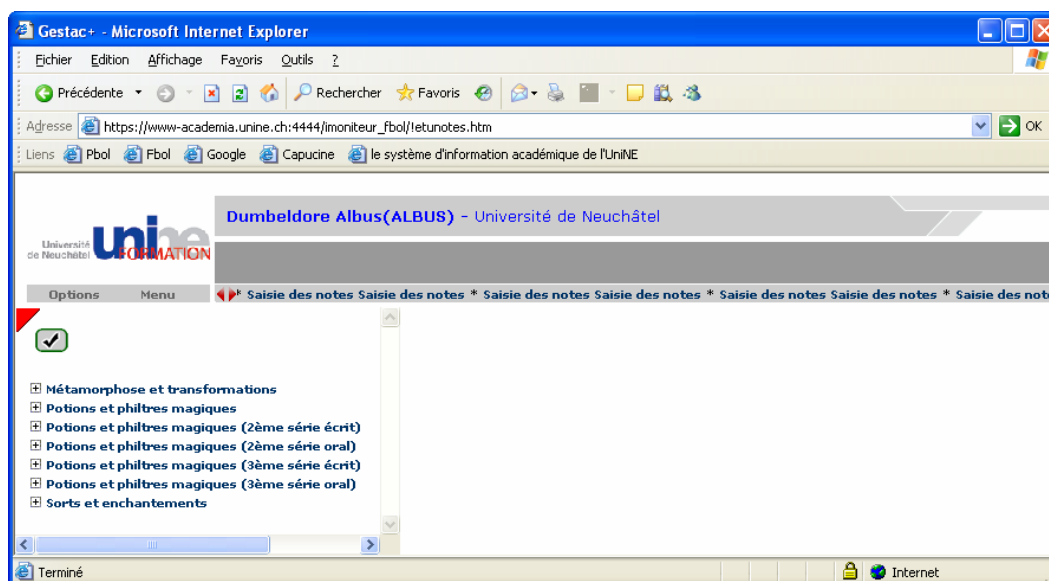 Gestac+ - Microsoft Internet Explorer
Fichier Edition Affichage Favoris Outils ?
Précédente Rechercher Favoris
Adresse https://www-academia.unine.ch:4444/imoniteur_fbol/!etunotes.htm OK
Liens Pbol Fbol Google Capucine le système d'information académique de l'UniNE
Dumbeldore Albus(ALBUS) - Université de Neuchâtel
Université de Neuchâtel unine FORMATION
Options Menu * Saisie des notes Saisie des notes * Saisie des notes Saisie des notes * Saisie des notes Saisie des notes * Saisie des not
Métamorphose et transformations
Potions et philtres magiques
Potions et philtres magiques (2ème série écrit)
Potions et philtres magiques (2ème série oral)
Potions et philtres magiques (3ème série écrit)
Potions et philtres magiques (3ème série oral)
Sorts et enchantements
Terminé Internet